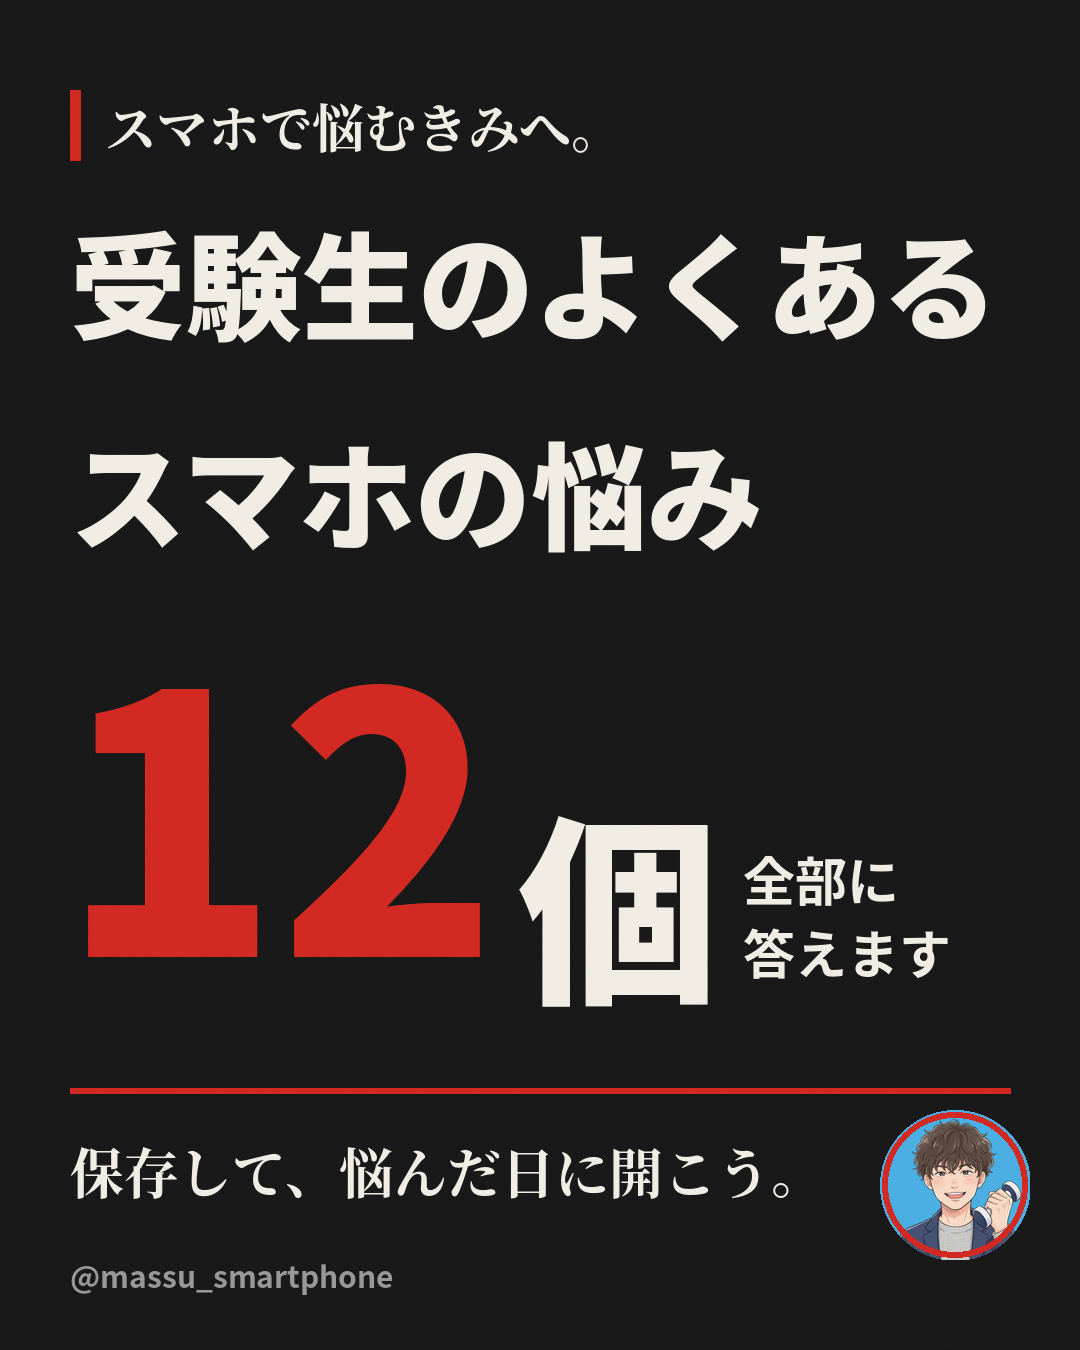 スマホで悩むきみへ。
受験生のよくある
スマホの悩み
12個
全部に
答えます
保存して、悩んだ日に開こう。
@massu_smartphone